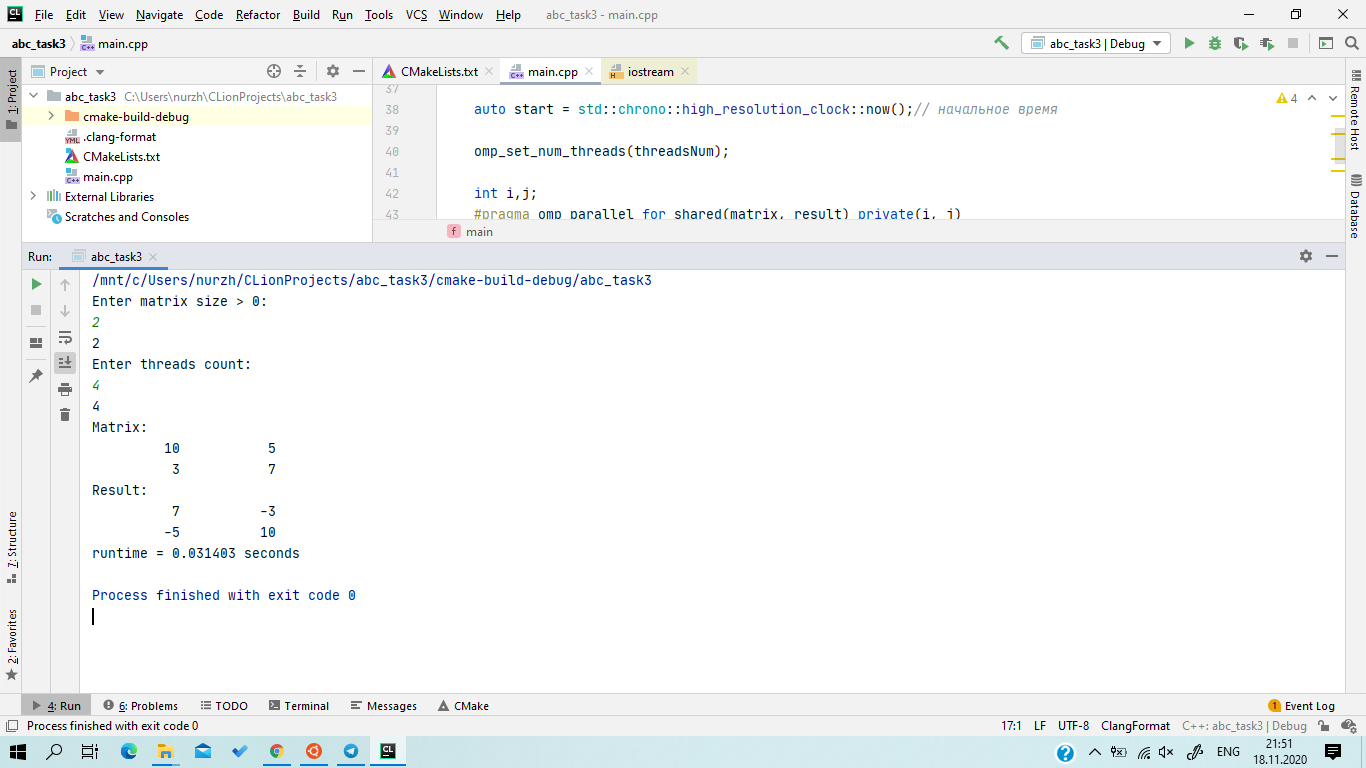 File Edit View Navigate Code Refactor Build Run Tools VCS Window Help abc_task3 - main.cpp
abc_task3 main.cpp abc_task3 | Debug
Project
CMakeLists.txt main.cpp iostream
1: Project
abc_task3 C:\Users\nurzh\CLionProjects\abc_task3
cmake-build-debug
.clang-format
CMakeLists.txt
main.cpp
External Libraries
Scratches and Consoles
37
38 auto start = std::chrono::high_resolution_clock::now();// начальное время
39
40 omp_set_num_threads(threadsNum);
41
42 int i,j;
43 #pragma omp parallel for shared(matrix, result) private(i, j)
4
f main
Remote Host
Database
Run: abc_task3
/mnt/c/Users/nurzh/CLionProjects/abc_task3/cmake-build-debug/abc_task3
Enter matrix size > 0:
2
2
Enter threads count:
4
4
Matrix:
10 5
3 7
Result:
7 -3
-5 10
runtime = 0.031403 seconds
Process finished with exit code 0
7: Structure
2: Favorites
4: Run 6: Problems TODO Terminal Messages CMake 1 Event Log
Process finished with exit code 0 17:1 LF UTF-8 ClangFormat C++: abc_task3 | Debug
ENG
21:51
18.11.2020